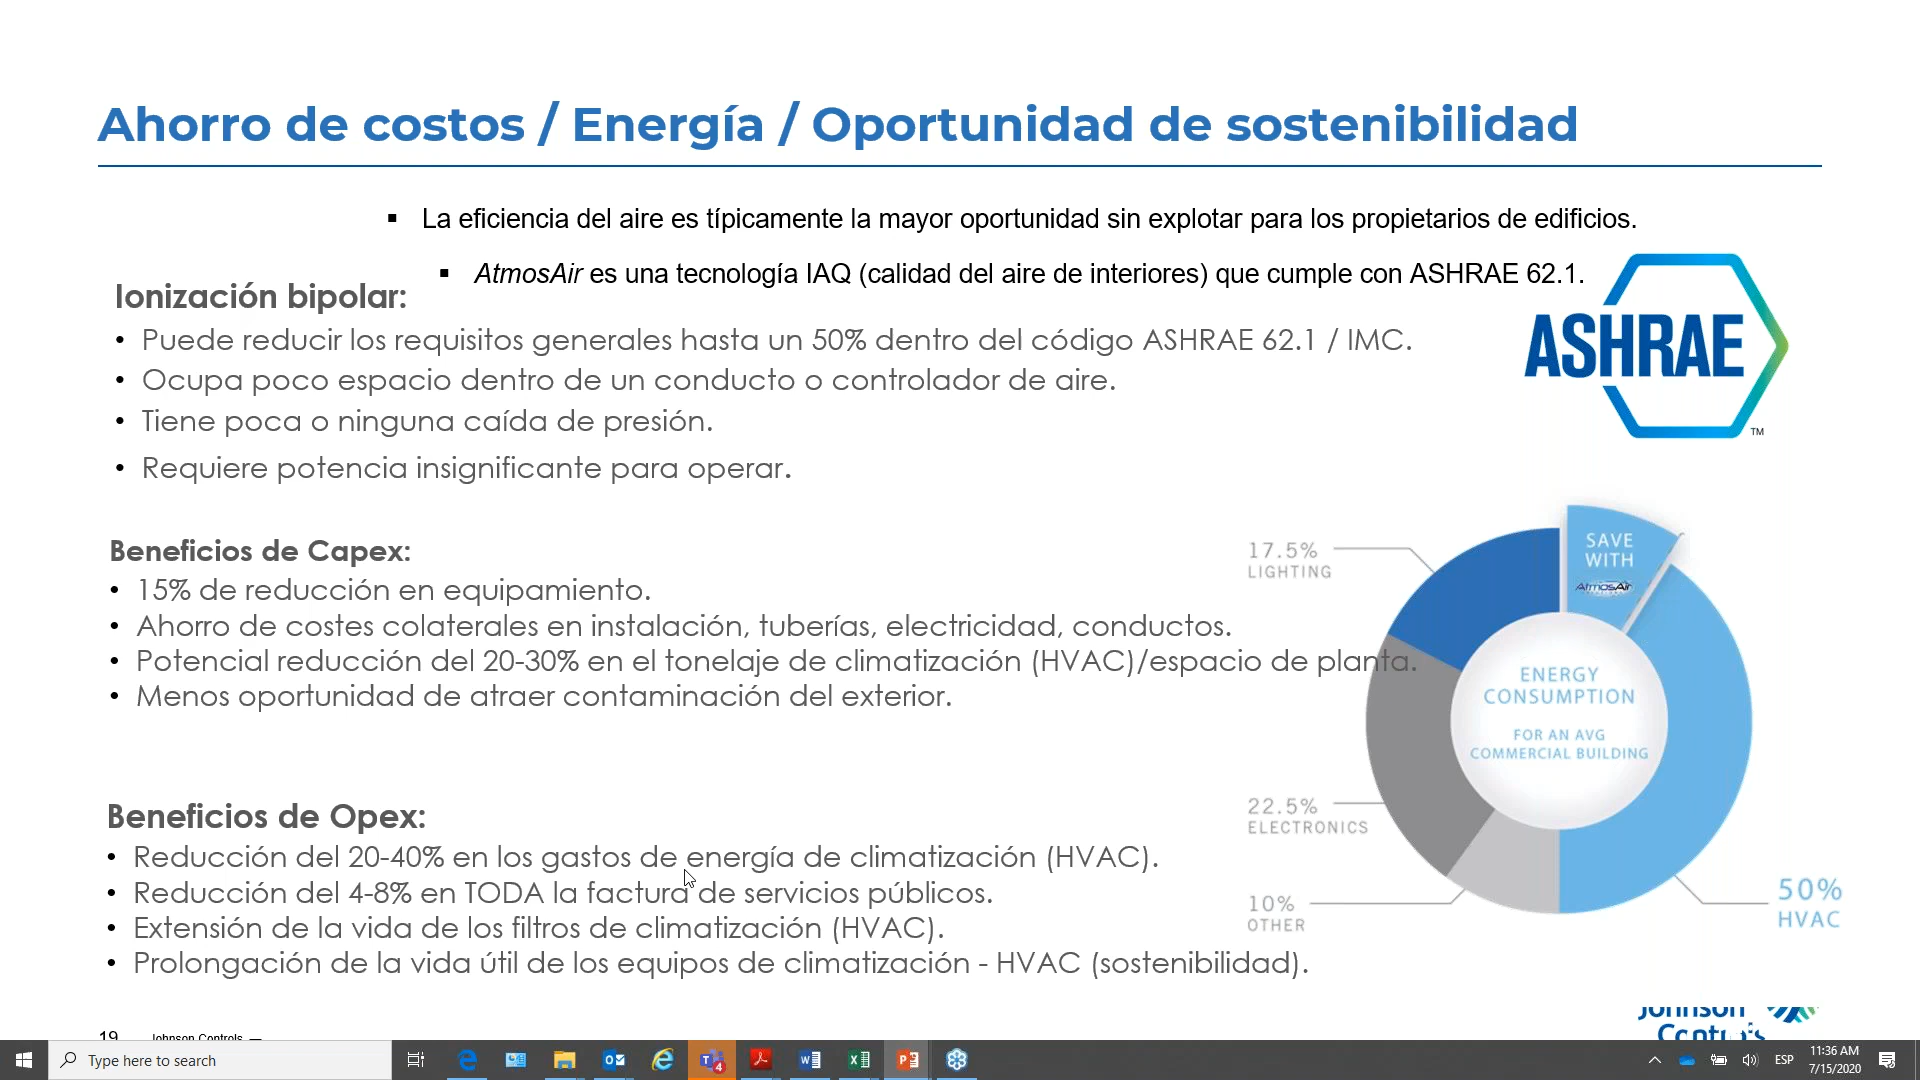 Ahorro de costos / Energía / Oportunidad de sostenibilidad
▪ La eficiencia del aire es típicamente la mayor oportunidad sin explotar para los propietarios de edificios.
▪ AtmosAir es una tecnología IAQ (calidad del aire de interiores) que cumple con ASHRAE 62.1.
Ionización bipolar:
• Puede reducir los requisitos generales hasta un 50% dentro del código ASHRAE 62.1 / IMC.
• Ocupa poco espacio dentro de un conducto o controlador de aire.
• Tiene poca o ninguna caída de presión.
• Requiere potencia insignificante para operar.
ASHRAE
TM
Beneficios de Capex:
• 15% de reducción en equipamiento.
• Ahorro de costes colaterales en instalación, tuberías, electricidad, conductos.
• Potencial reducción del 20-30% en el tonelaje de climatización (HVAC)/espacio de planta.
• Menos oportunidad de atraer contaminación del exterior.
Beneficios de Opex:
• Reducción del 20-40% en los gastos de energía de climatización (HVAC).
• Reducción del 4-8% en TODA la factura de servicios públicos.
• Extensión de la vida de los filtros de climatización (HVAC).
• Prolongación de la vida útil de los equipos de climatización - HVAC (sostenibilidad).
17.5%
LIGHTING
SAVE
WITH
AtmosAir
ENERGY
CONSUMPTION
FOR AN AVG
COMMERCIAL BUILDING
22.5%
ELECTRONICS
10%
OTHER
50%
HVAC
19 Johnson Controls —
Johnson
Controls
Type here to search
4
ESP
11:36 AM
7/15/2020